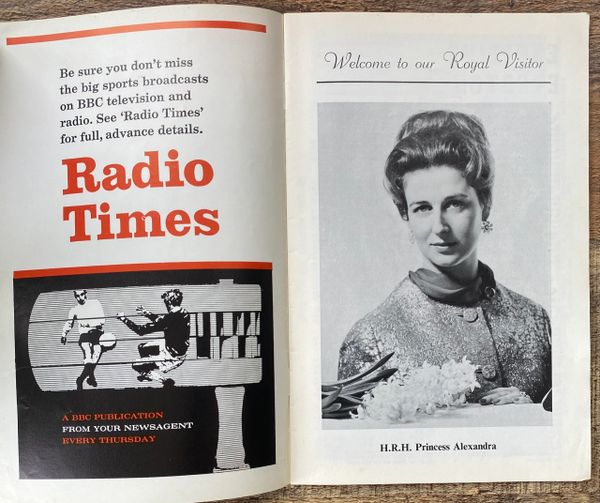 Be sure you don't miss
the big sports broadcasts
on BBC television and
radio. See 'Radio Times'
for full, advance details.
Radio
Times
A BBC PUBLICATION
FROM YOUR NEWSAGENT
EVERY THURSDAY
Welcome to our Royal Visitor
H.R.H. Princess Alexandra